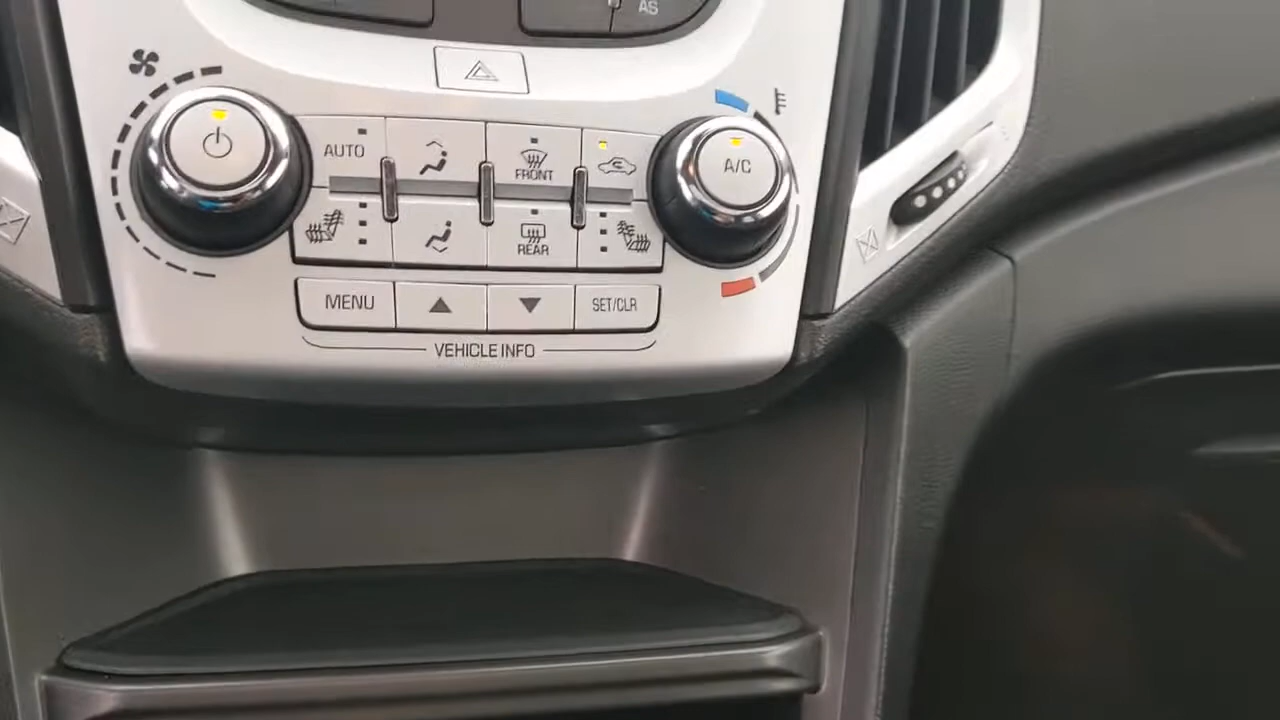 AS
AUTO
FRONT
A/C
REAR
MENU
SET/CLR
VEHICLE INFO